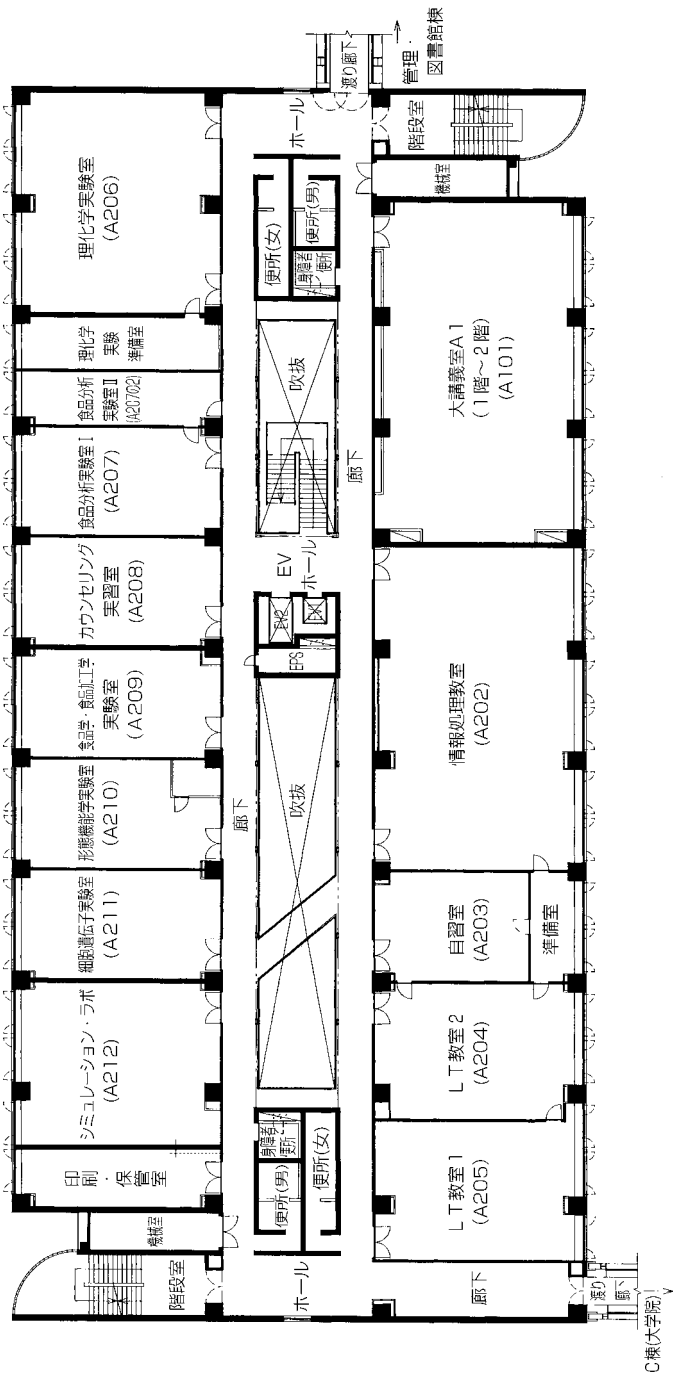 理化学実験室
(A206)
理化学
実験
準備室
食品分析
実験室Ⅱ
(A20702)
食品分析実験室Ⅰ
(A207)
カウンセリング
実習室
(A208)
食品学・食品加工学
実験室
(A209)
形態機能学実験室
(A210)
細胞遺伝子実験室
(A211)
シミュレーション・ラボ
(A212)
印刷・保管室
機械室
階段室
ホール
渡り廊下
管理・
図書館棟
便所(女)
便所(男)
身障者
便所
吹抜
廊下
EV
ホール
EV2
EPS
吹抜
廊下
身障者
便所
便所(男)
便所(女)
ホール
階段室
機械室
大講義室A1
(1階～2階)
(A101)
情報処理教室
(A202)
自習室
(A203)
準備室
LT教室2
(A204)
LT教室1
(A205)
廊下
渡り
廊下
C棟(大学院)